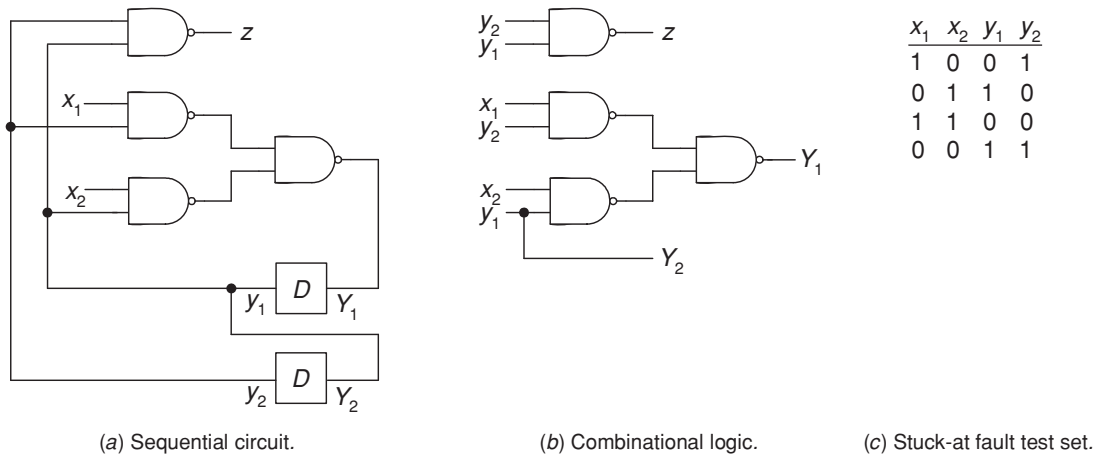 z
x1
x2
D
y1 Y1
D
y2 Y2
(a) Sequential circuit.
y2
y1
z
x1
y2
x2
y1
Y1
Y2
(b) Combinational logic.
x1 x2 y1 y2
1 0 0 1
0 1 1 0
1 1 0 0
0 0 1 1
(c) Stuck-at fault test set.